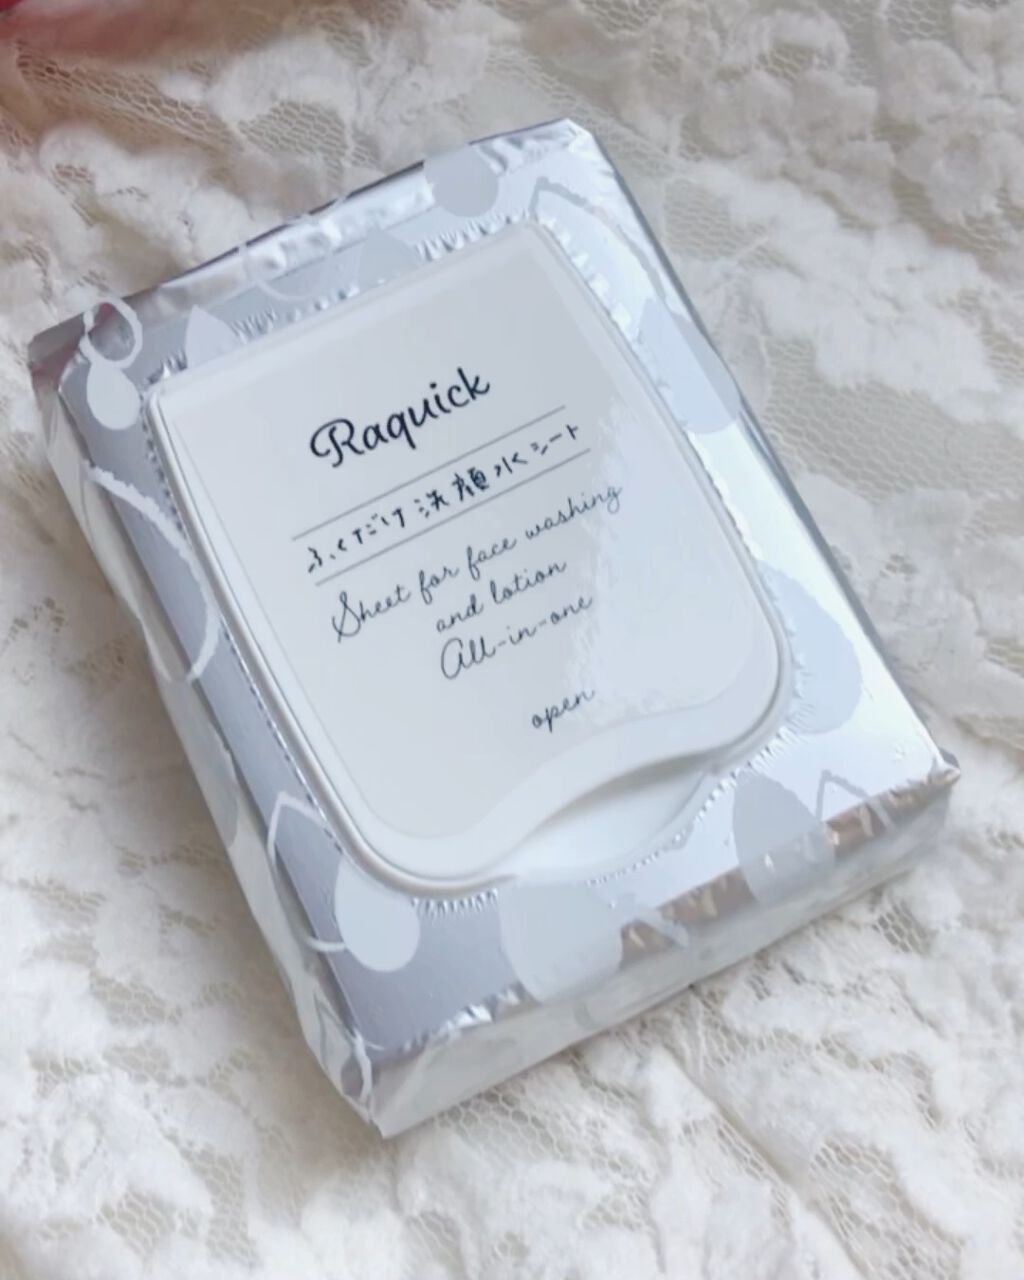 Raquick
ふくだけ洗顔水シート
Sheet for face washing
and lotion
All-in-one
open